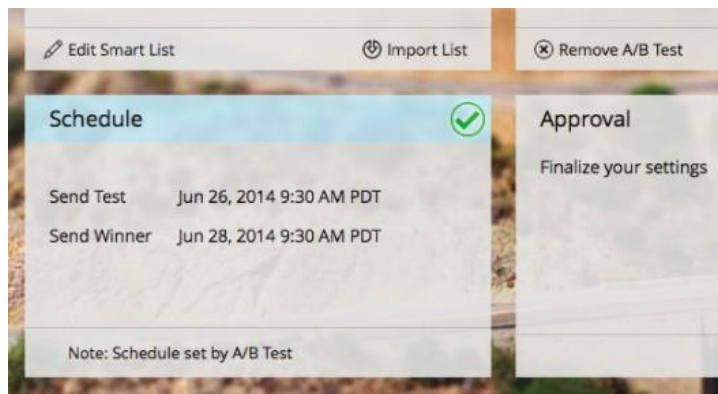 Edit Smart List
Import List
Remove A/B Test
Schedule
Send Test Jun 26, 2014 9:30 AM PDT
Send Winner Jun 28, 2014 9:30 AM PDT
Note: Schedule set by A/B Test
Approval
Finalize your settings